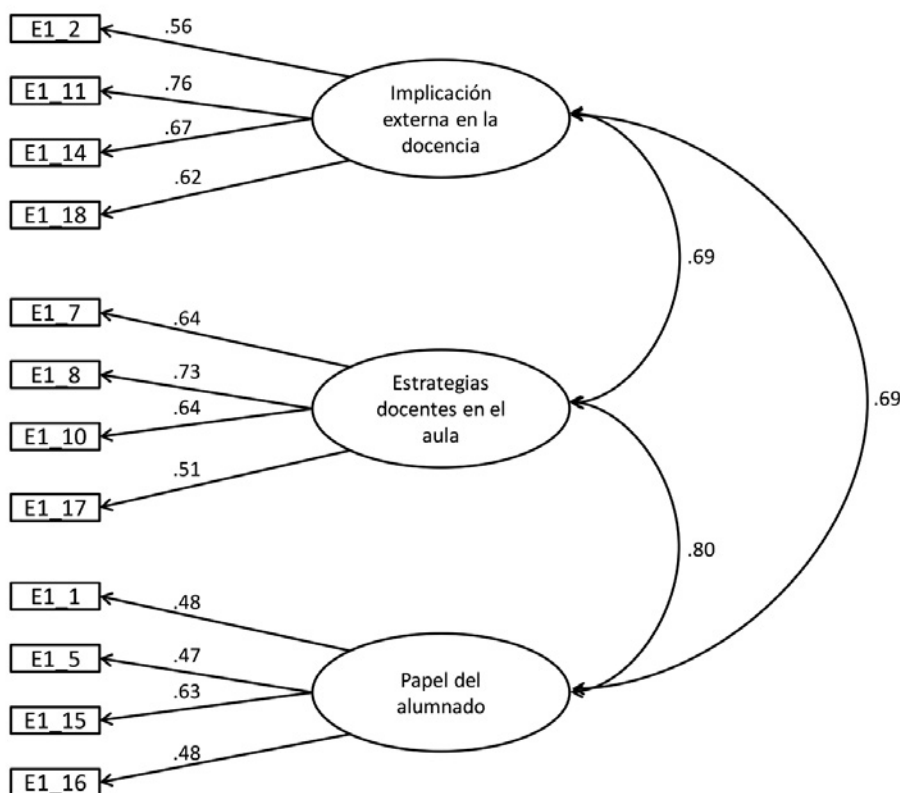 E1_2
.56
E1_11
.76
E1_14
.67
E1_18
.62
Implicación
externa en la
docencia
.69
E1_7
.64
E1_8
.73
E1_10
.64
E1_17
.51
Estrategias
docentes en el
aula
.69
.80
E1_1
.48
E1_5
.47
E1_15
.63
E1_16
.48
Papel del
alumnado